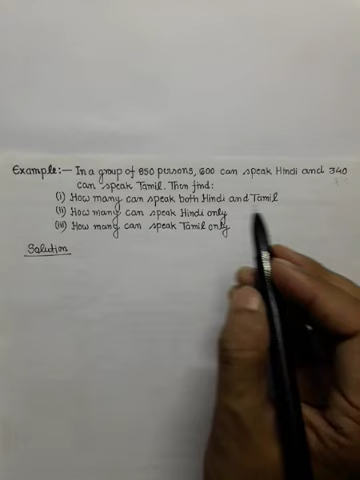 Example:— In a group of 850 persons, 600 can speak Hindi and 340
can speak Tamil. Then find:
(i) How many can speak both Hindi and Tamil
(ii) How many can speak Hindi only
(iii) How many can speak Tamil only
Solution